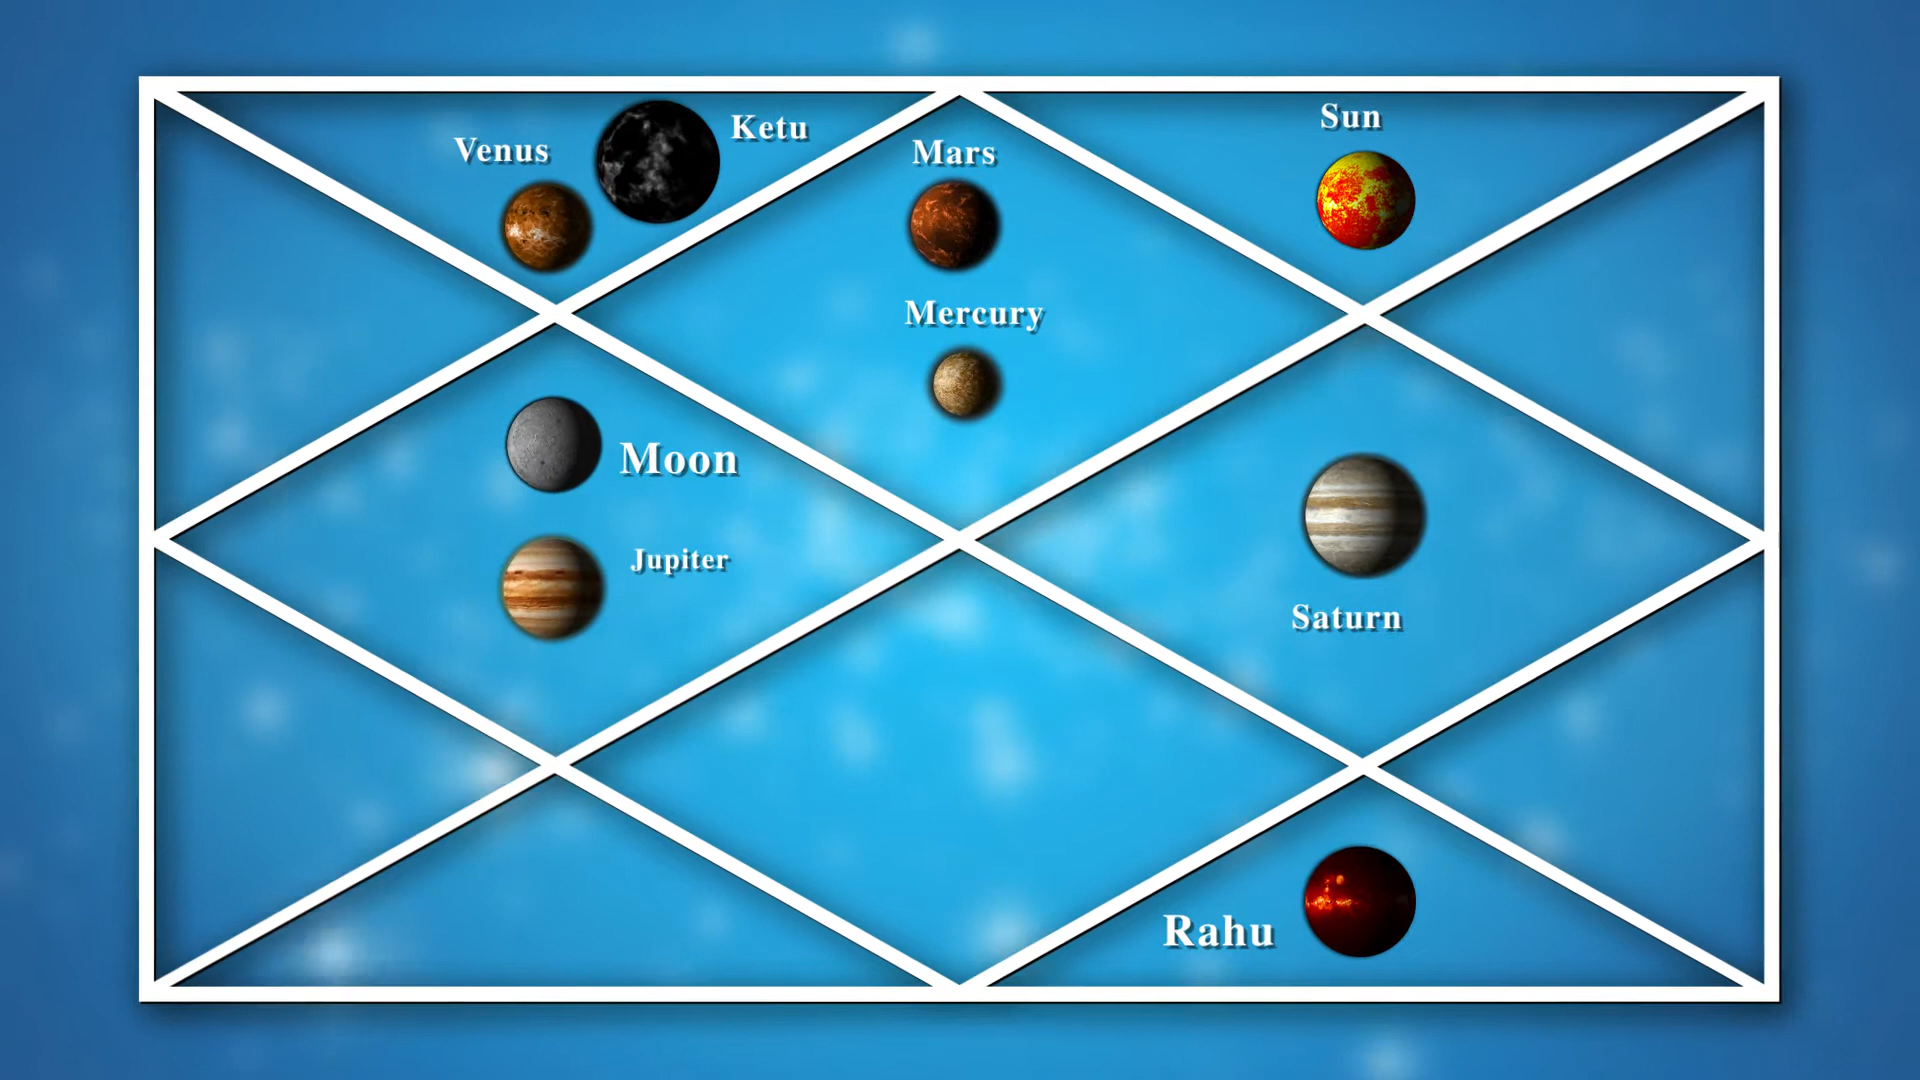 Venus
Ketu
Mars
Sun
Mercury
Moon
Jupiter
Saturn
Rahu